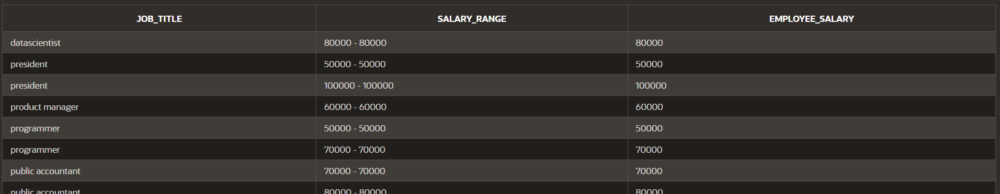 JOB_TITLE SALARY_RANGE EMPLOYEE_SALARY
datascientist 80000 - 80000 80000
president 50000 - 50000 50000
president 100000 - 100000 100000
product manager 60000 - 60000 60000
programmer 50000 - 50000 50000
programmer 70000 - 70000 70000
public accountant 70000 - 70000 70000
public accountant 80000 - 80000 80000